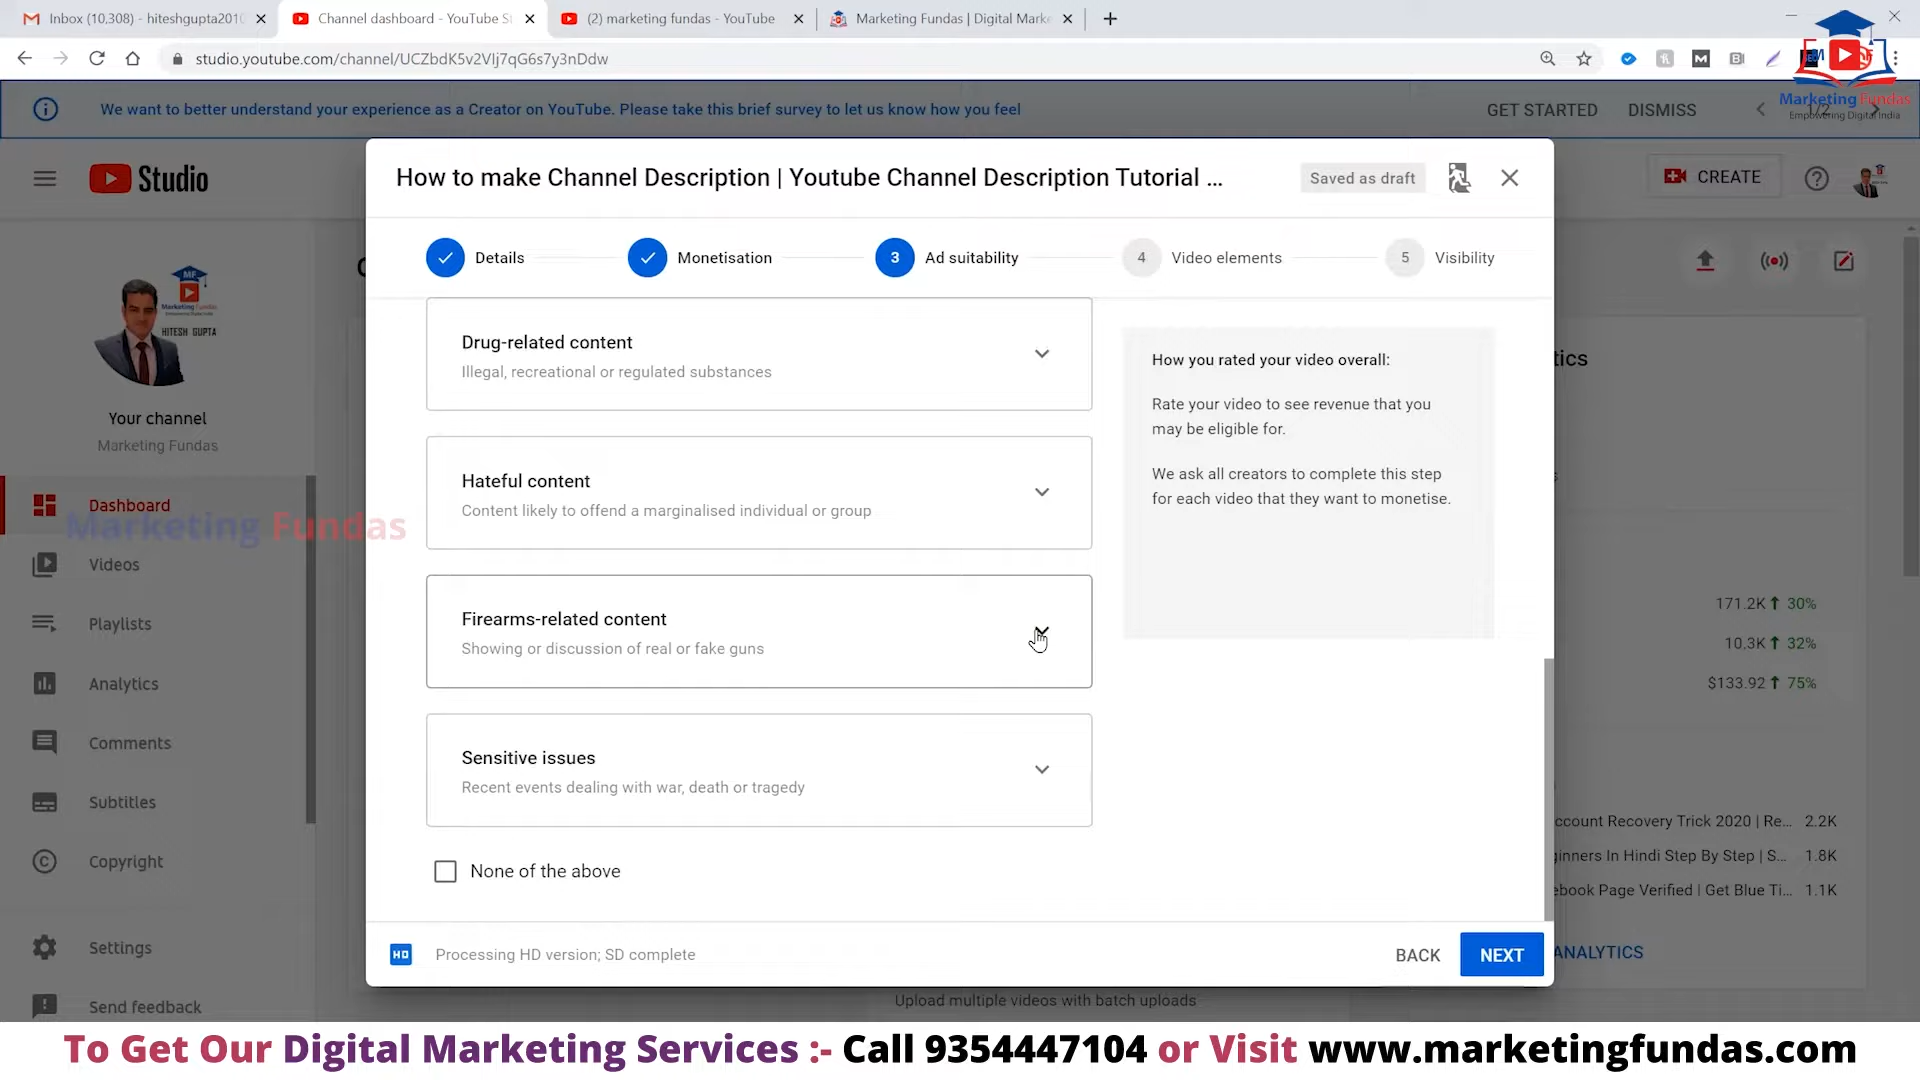 Inbox (10,308) - hiteshgupta2010
Channel dashboard - YouTube St
(2) marketing fundas - YouTube
Marketing Fundas | Digital Marke
studio.youtube.com/channel/UCZbdK5v2VIj7qG6s7y3nDdw
Marketing Fundas
Empowering Digital India
We want to better understand your experience as a Creator on YouTube. Please take this brief survey to let us know how you feel
GET STARTED
DISMISS
1/2
Studio
CREATE
How to make Channel Description | Youtube Channel Description Tutorial ...
Saved as draft
Details
Monetisation
3 Ad suitability
4 Video elements
5 Visibility
MF
Marketing Fundas
HITESH GUPTA
Your channel
Marketing Fundas
Dashboard
Marketing Fundas
Videos
Playlists
Analytics
Comments
Subtitles
Copyright
Settings
Send feedback
Drug-related content
Illegal, recreational or regulated substances
Hateful content
Content likely to offend a marginalised individual or group
Firearms-related content
Showing or discussion of real or fake guns
Sensitive issues
Recent events dealing with war, death or tragedy
None of the above
How you rated your video overall:
Rate your video to see revenue that you
may be eligible for.
We ask all creators to complete this step
for each video that they want to monetise.
tics
171.2K 30%
10.3K 32%
$133.92 75%
ccount Recovery Trick 2020 | Re... 2.2K
ginners In Hindi Step By Step | S... 1.8K
ebook Page Verified | Get Blue Ti... 1.1K
ANALYTICS
HD
Processing HD version; SD complete
BACK
NEXT
Upload multiple videos with batch uploads
To Get Our Digital Marketing Services :- Call 9354447104 or Visit www.marketingfundas.com